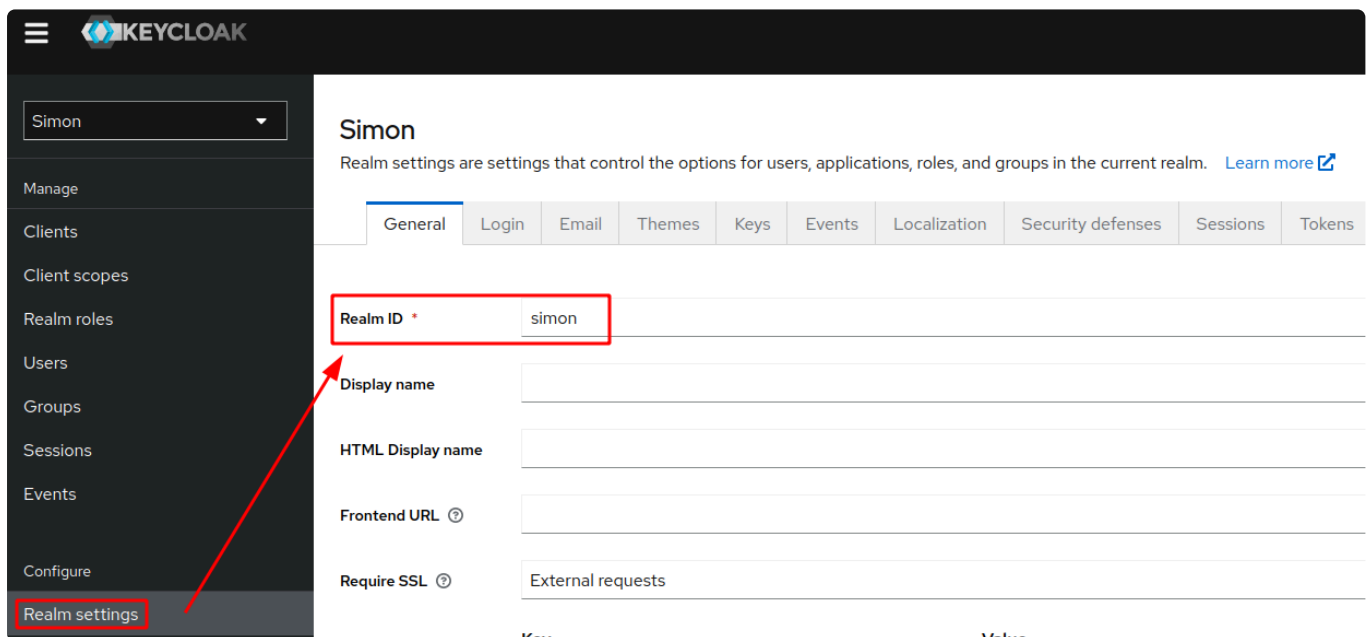 KEYCLOAK
Simon
Manage
Clients
Client scopes
Realm roles
Users
Groups
Sessions
Events
Configure
Realm settings
Simon
Realm settings are settings that control the options for users, applications, roles, and groups in the current realm. Learn more
General Login Email Themes Keys Events Localization Security defenses Sessions Tokens
Realm ID * simon
Display name
HTML Display name
Frontend URL
Require SSL External requests